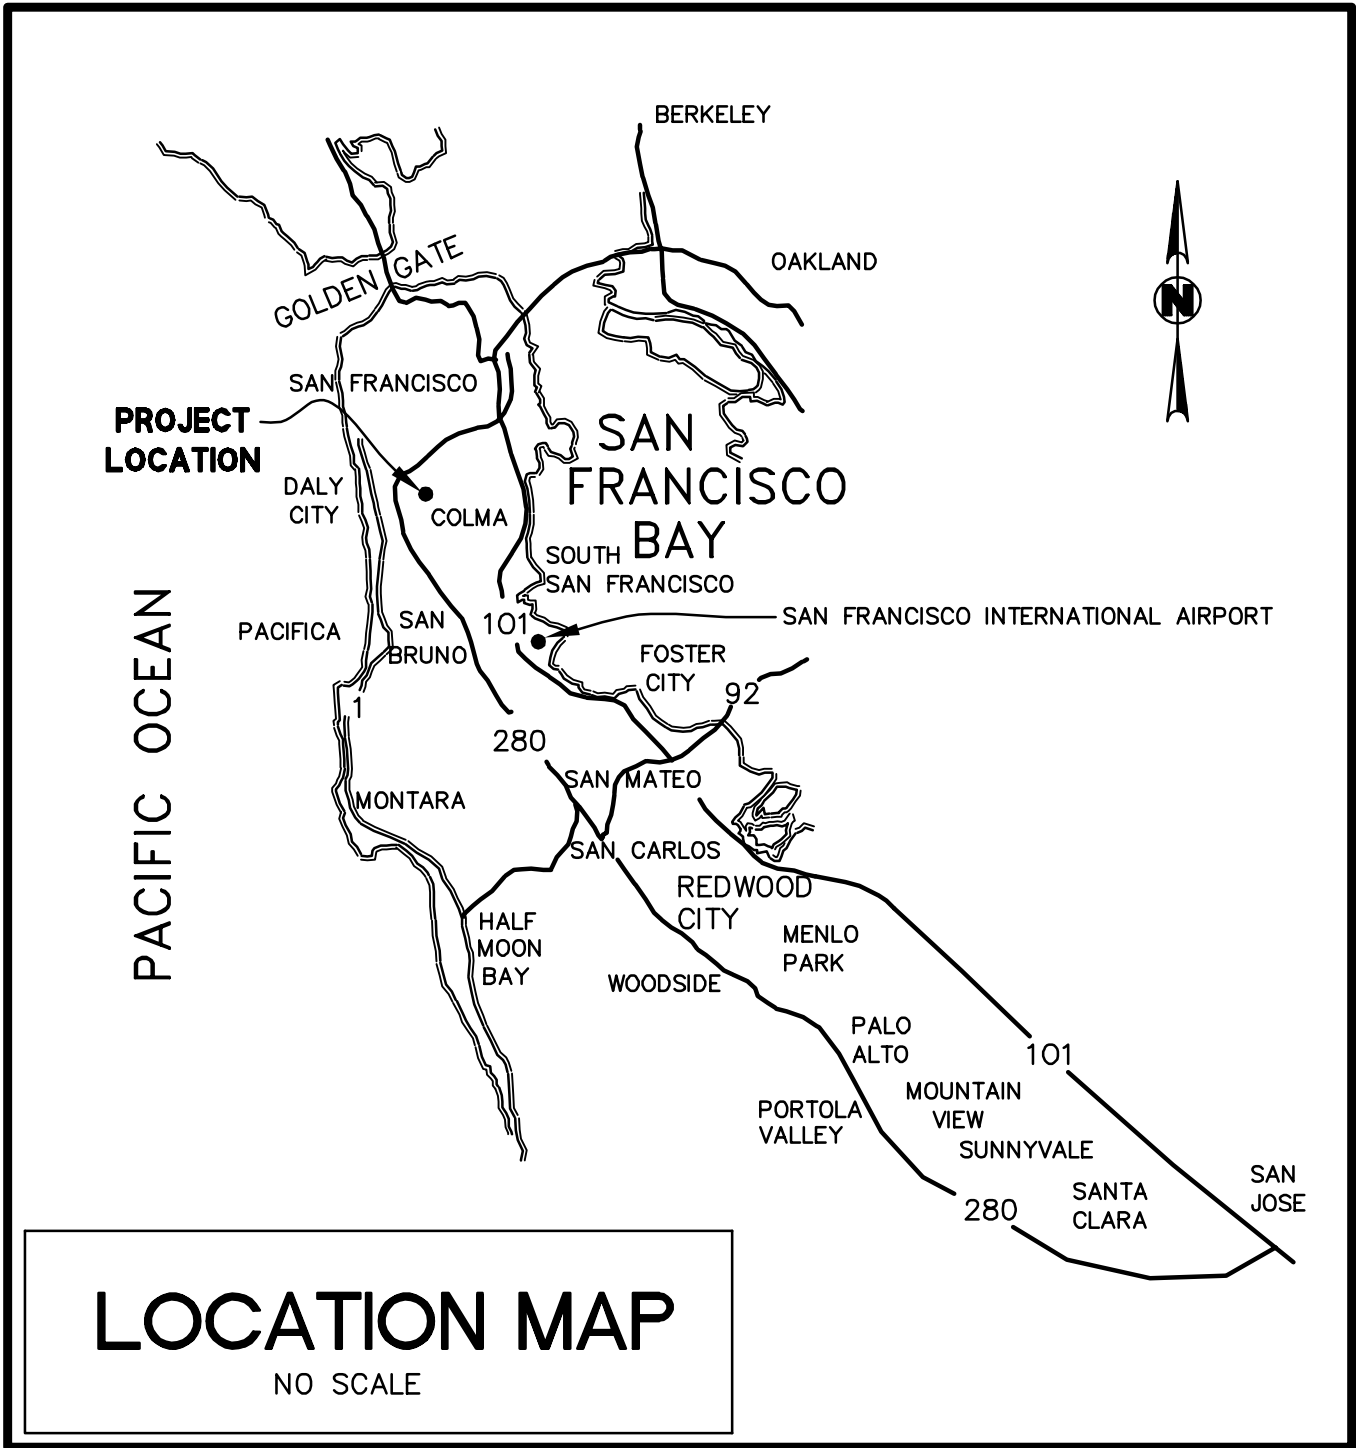 BERKELEY
OAKLAND
GOLDEN GATE
N
SAN FRANCISCO
PROJECT
LOCATION
SAN
FRANCISCO
BAY
DALY
CITY
COLMA
SOUTH
SAN FRANCISCO
PACIFIC OCEAN
PACIFICA
SAN
BRUNO
101
SAN FRANCISCO INTERNATIONAL AIRPORT
FOSTER
CITY
92
1
280
SAN MATEO
MONTARA
SAN CARLOS
REDWOOD
CITY
HALF
MOON
BAY
MENLO
PARK
WOODSIDE
PALO
ALTO
101
MOUNTAIN
VIEW
PORTOLA
VALLEY
SUNNYVALE
SANTA
CLARA
SAN
JOSE
280
LOCATION MAP
NO SCALE